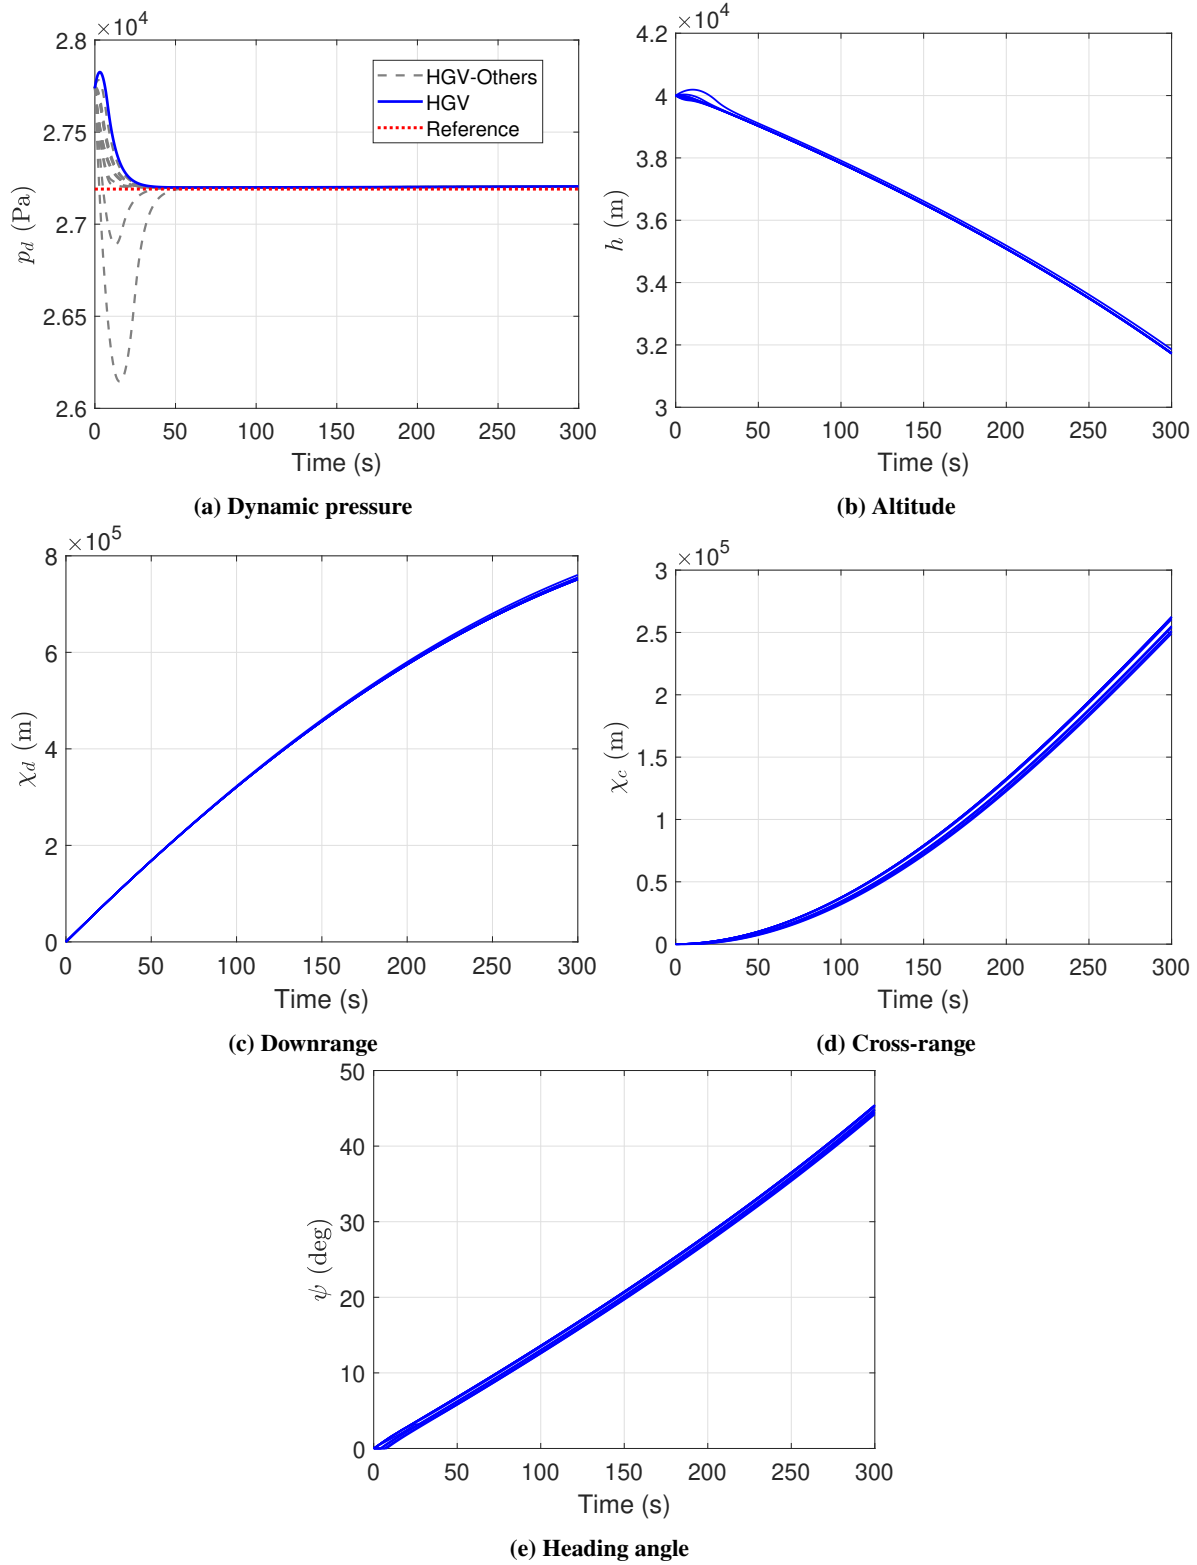 ×10^4
2.8
2.75
2.7
2.65
2.6
p_d (Pa)
HGV-Others
HGV
Reference
0 50 100 150 200 250 300
Time (s)
(a) Dynamic pressure
×10^4
4.2
4
3.8
3.6
3.4
3.2
3
h (m)
0 50 100 150 200 250 300
Time (s)
(b) Altitude
×10^5
8
6
4
2
0
χ_d (m)
0 50 100 150 200 250 300
Time (s)
(c) Downrange
×10^5
3
2.5
2
1.5
1
0.5
0
χ_c (m)
0 50 100 150 200 250 300
Time (s)
(d) Cross-range
50
40
30
20
10
0
ψ (deg)
0 50 100 150 200 250 300
Time (s)
(e) Heading angle